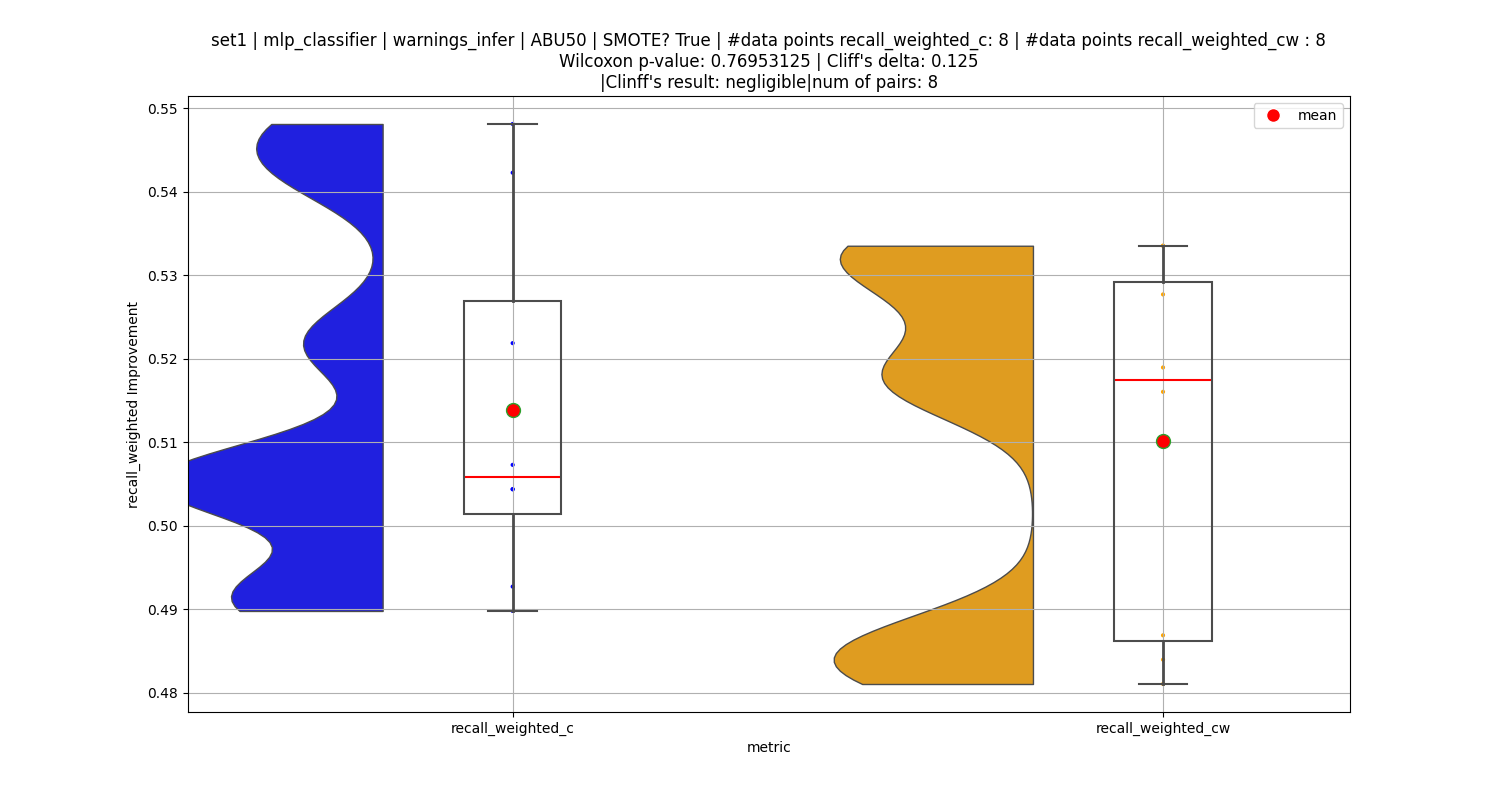 set1 | mlp_classifier | warnings_infer | ABU50 | SMOTE? True | #data points recall_weighted_c: 8 | #data points recall_weighted_cw : 8
Wilcoxon p-value: 0.76953125 | Cliff's delta: 0.125
|Clinff's result: negligible|num of pairs: 8
mean
0.55
0.54
0.53
0.52
0.51
0.50
0.49
0.48
recall_weighted Improvement
recall_weighted_c
recall_weighted_cw
metric